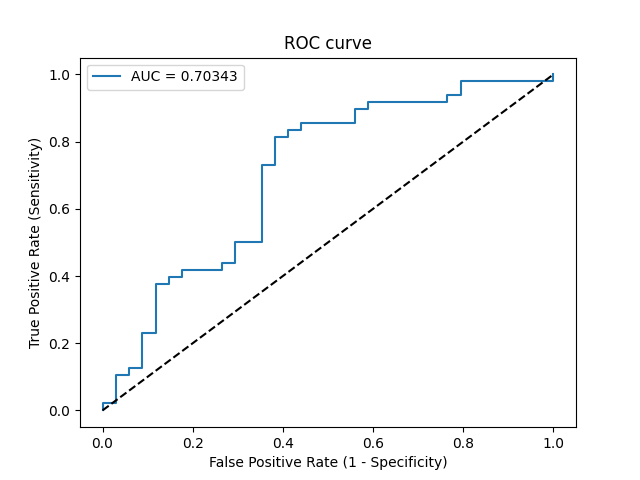 ROC curve
AUC = 0.70343
True Positive Rate (Sensitivity)
1.0
0.8
0.6
0.4
0.2
0.0
0.0 0.2 0.4 0.6 0.8 1.0
False Positive Rate (1 - Specificity)